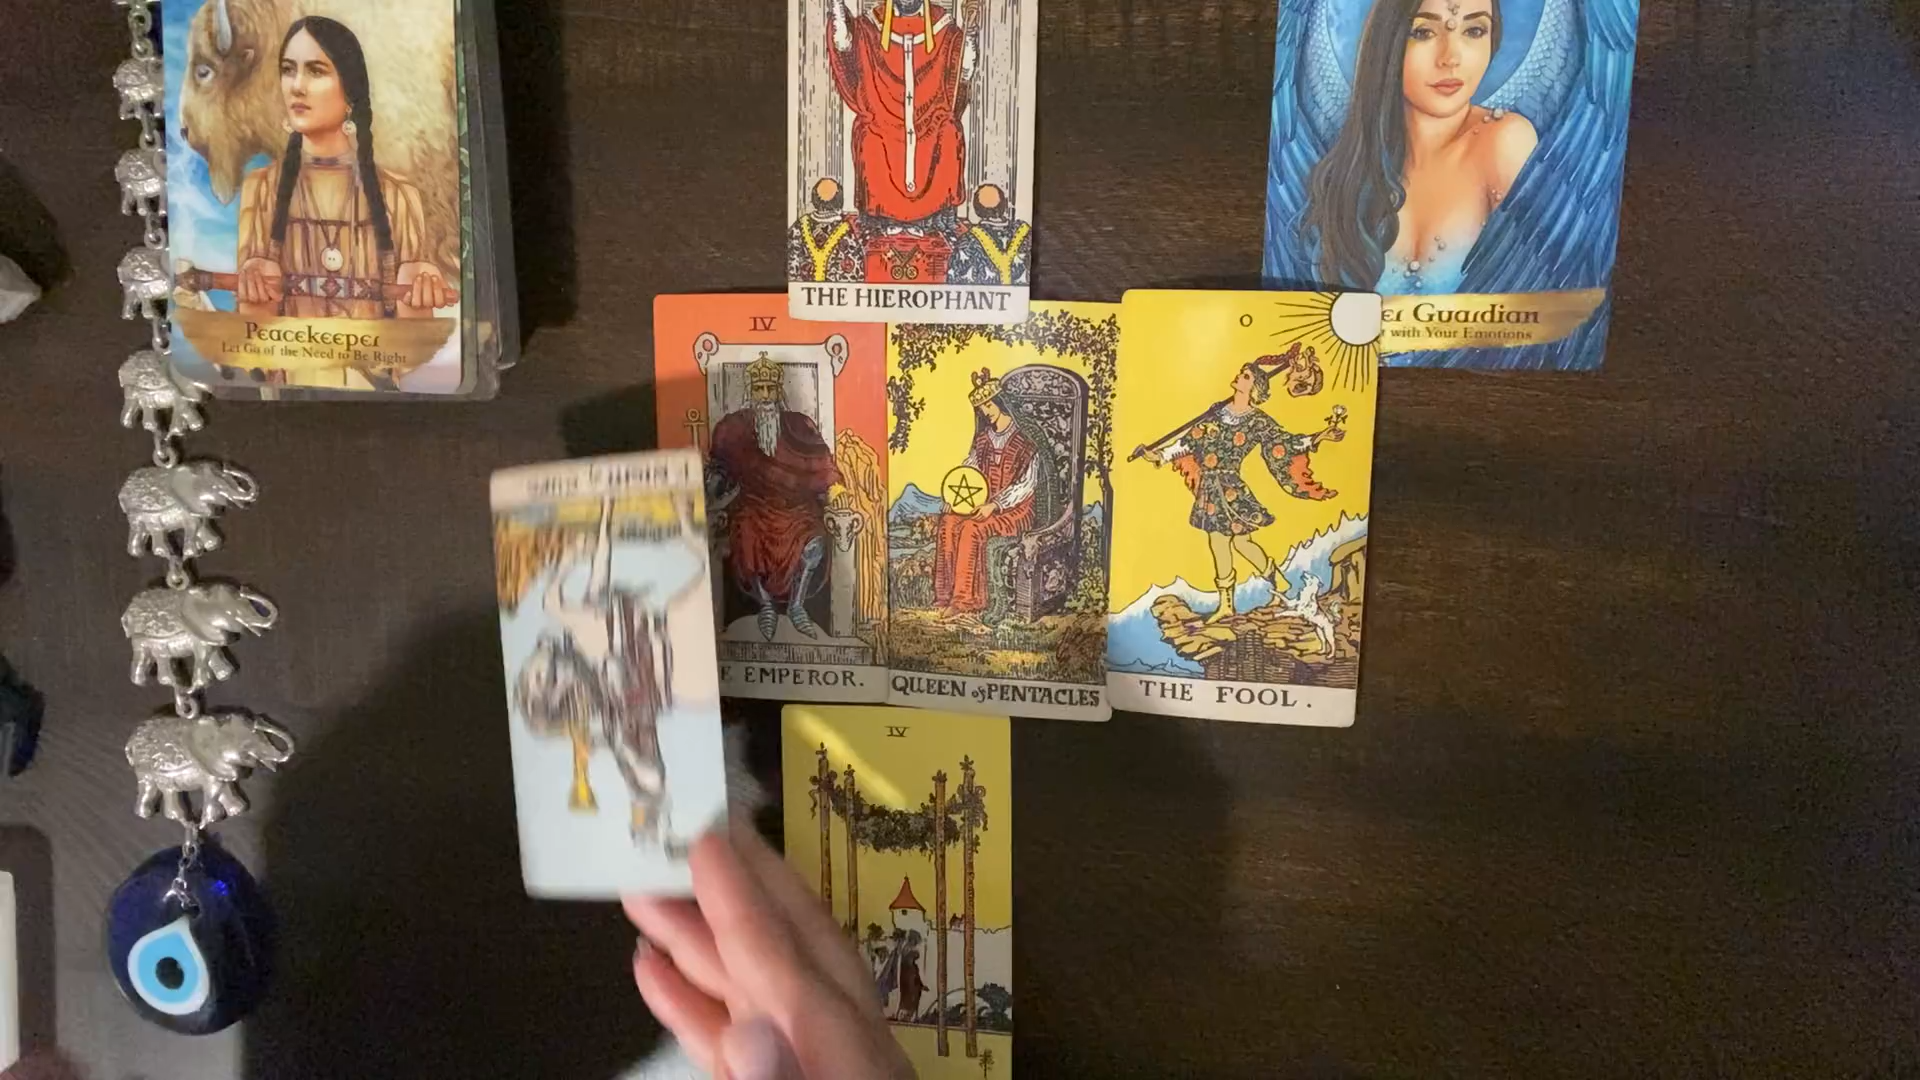 Peacekeeper
Let Go of the Need to Be Right
THE HIEROPHANT
er Guardian
with Your Emotions
IV
0
E EMPEROR.
QUEEN of PENTACLES
THE FOOL.
IV